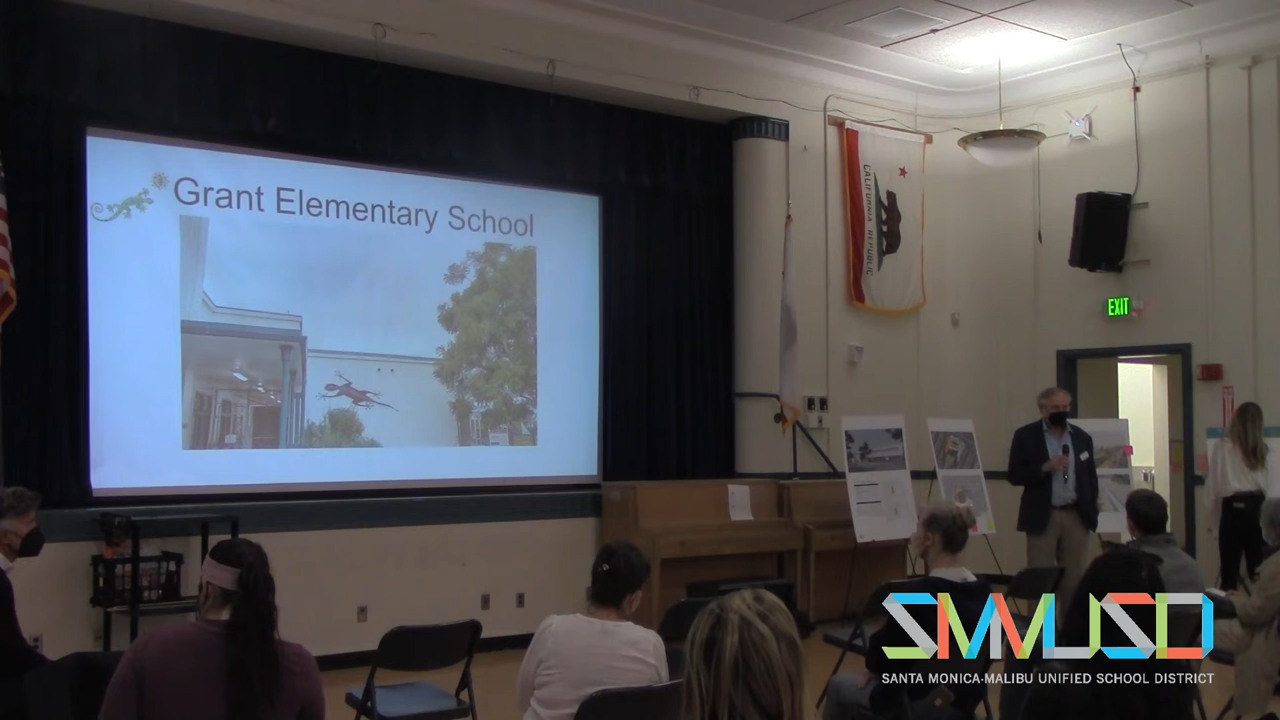 Grant Elementary School
CALIFORNIA REPUBLIC
EXIT
SMMUSD
SANTA MONICA-MALIBU UNIFIED SCHOOL DISTRICT